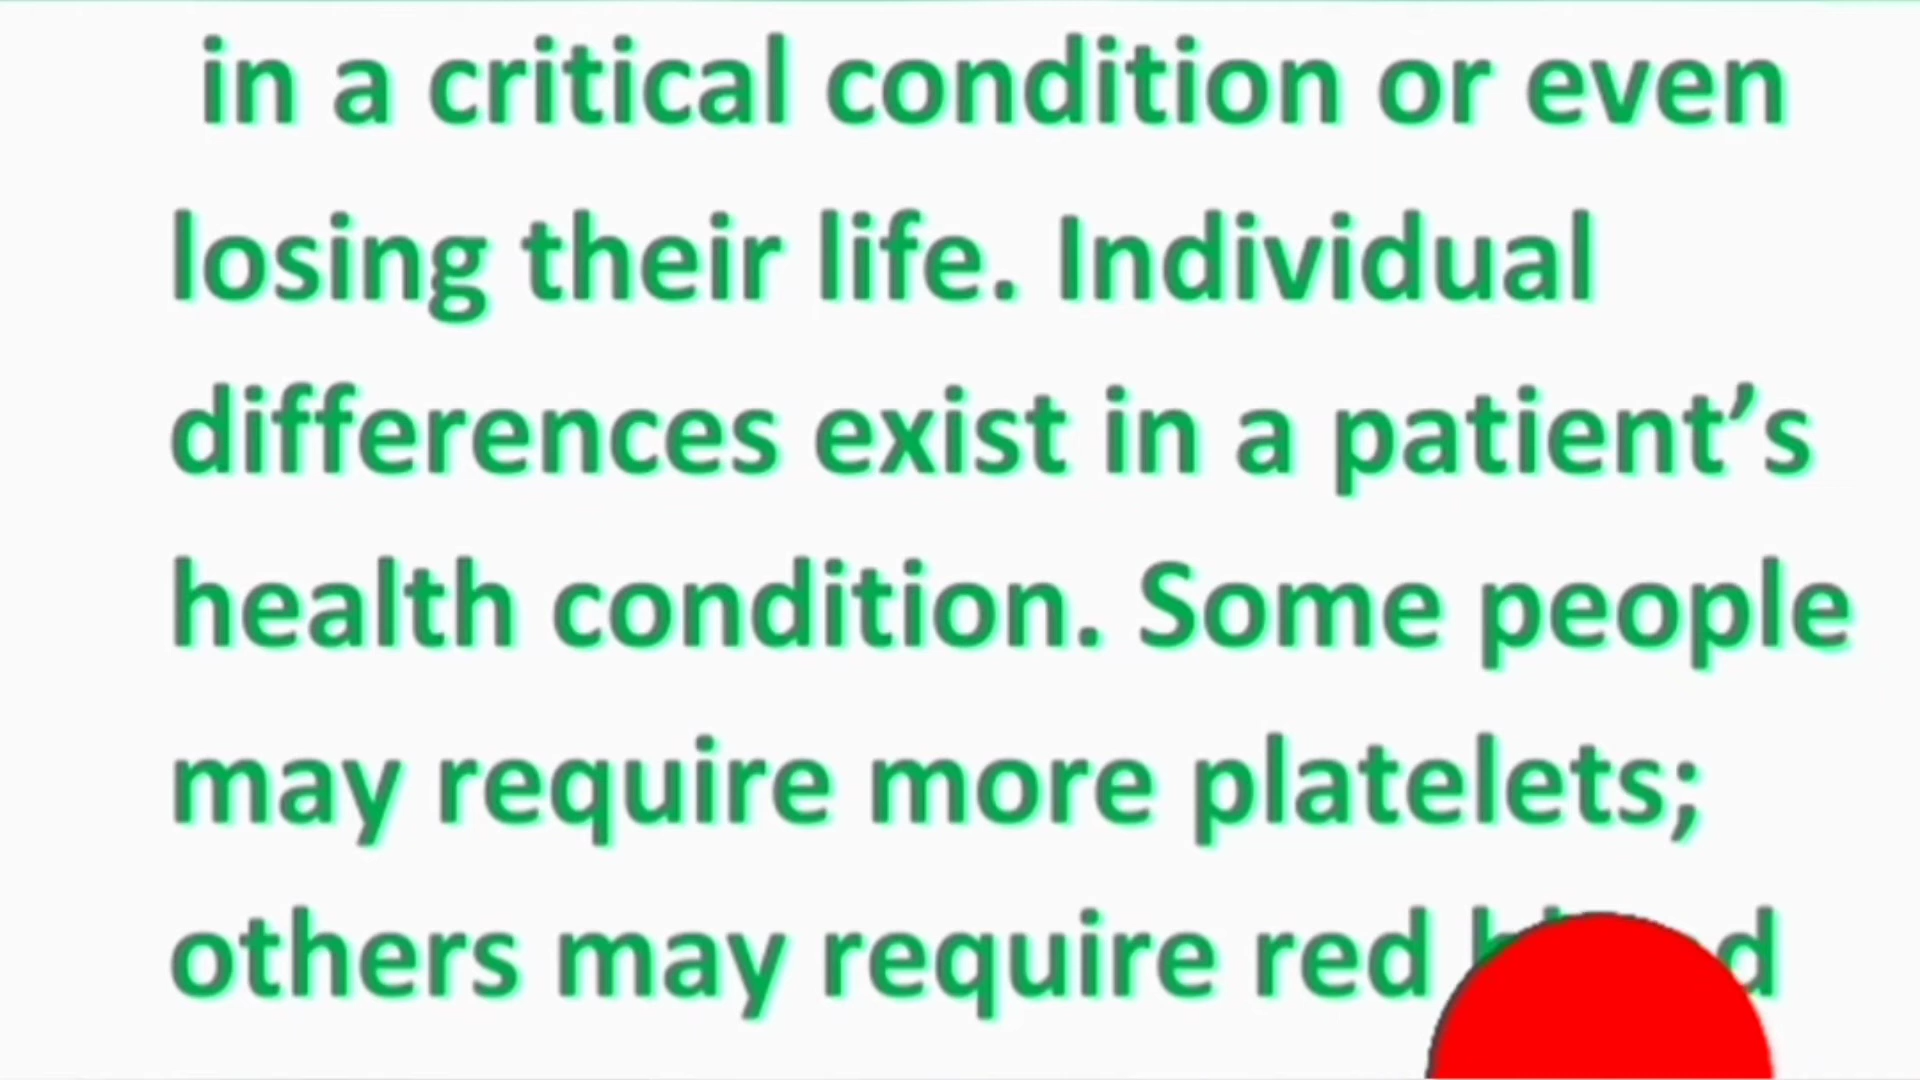 in a critical condition or even
losing their life. Individual
differences exist in a patient’s
health condition. Some people
may require more platelets;
others may require red